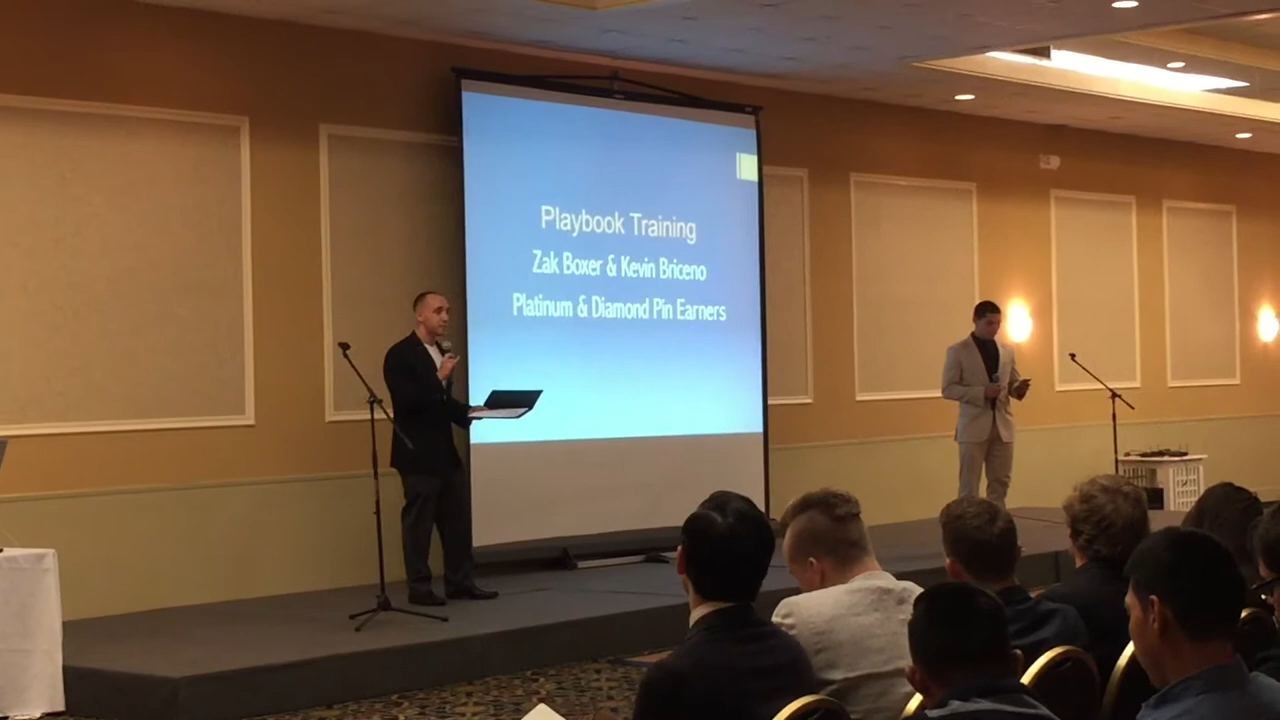 Playbook Training
Zak Boxer & Kevin Briceno
Platinum & Diamond Pin Earners